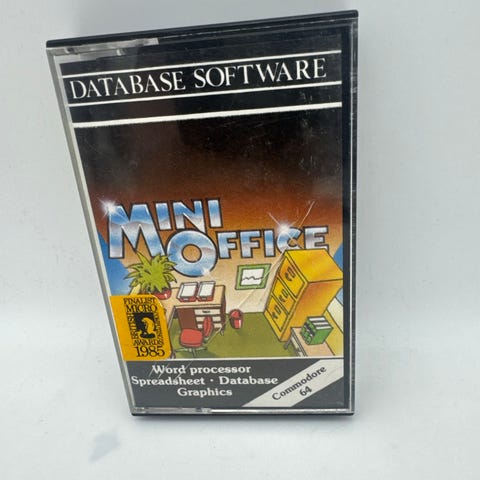 DATABASE SOFTWARE
MINI
OFFICE
FINALIST
MICRO
AWARDS
1985
Word processor
Spreadsheet · Database
Graphics
Commodore
64